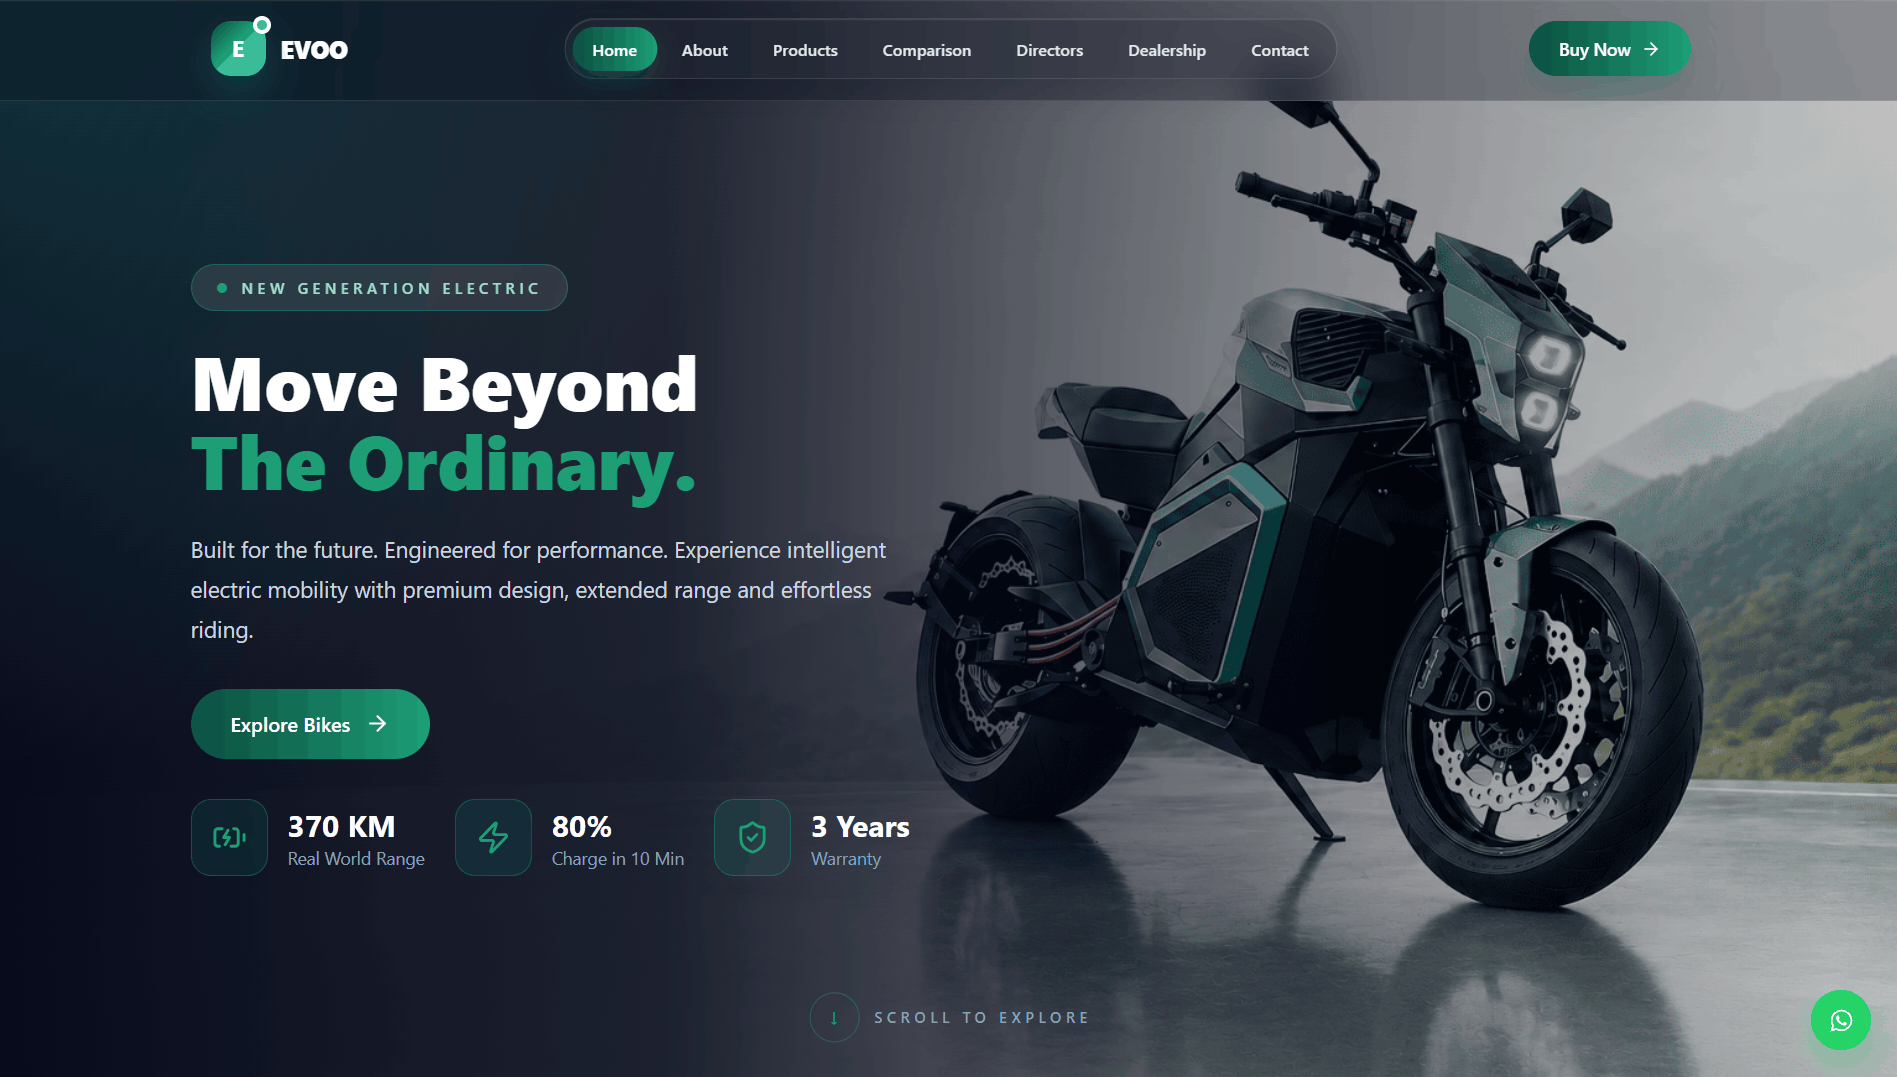 E EVOO
Home About Products Comparison Directors Dealership Contact
Buy Now
NEW GENERATION ELECTRIC
Move Beyond
The Ordinary.
Built for the future. Engineered for performance. Experience intelligent
electric mobility with premium design, extended range and effortless
riding.
Explore Bikes
370 KM
Real World Range
80%
Charge in 10 Min
3 Years
Warranty
SCROLL TO EXPLORE